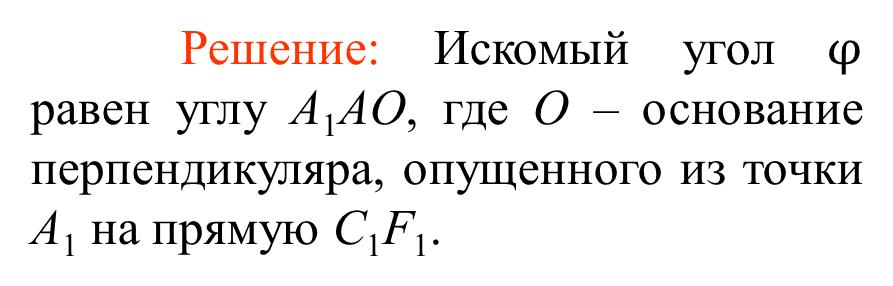 Решение: Искомый угол φ
равен углу A₁AO, где O – основание
перпендикуляра, опущенного из точки
A₁ на прямую C₁F₁.